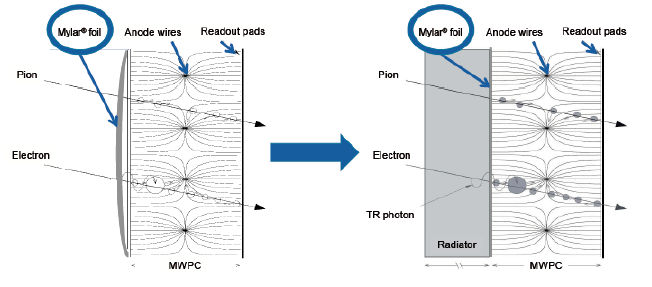 Mylar® foil Anode wires Readout pads
Pion
Electron
MWPC
Mylar® foil Anode wires Readout pads
Pion
Electron
TR photon
Radiator
MWPC